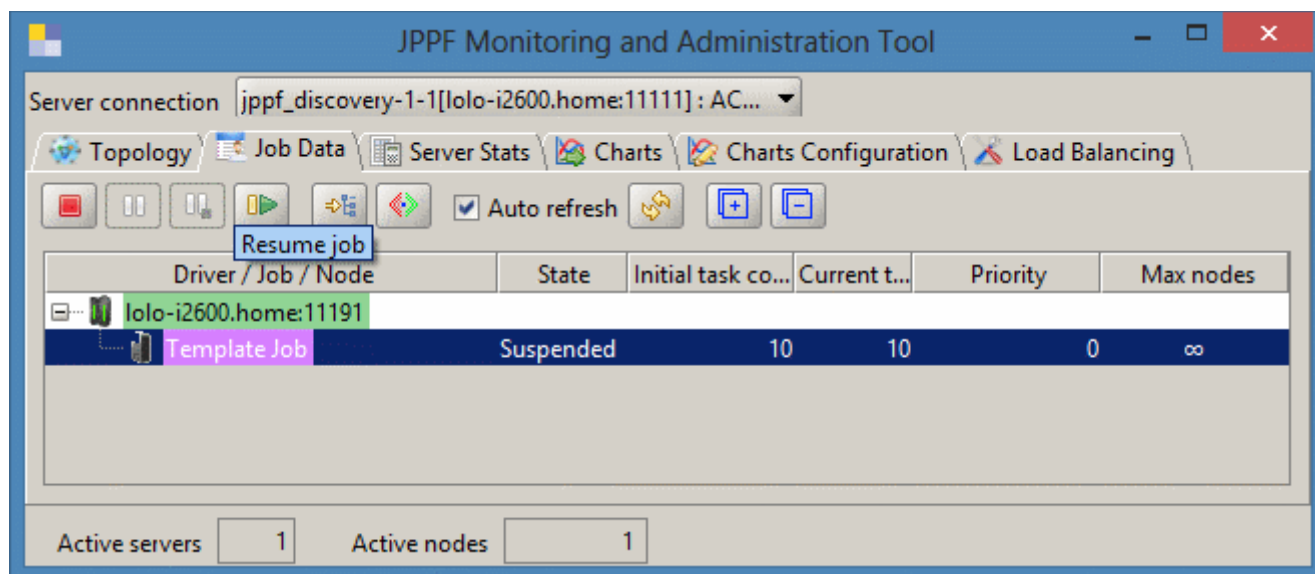 JPPF Monitoring and Administration Tool
Server connection jppf_discovery-1-1[lolo-i2600.home:11111] : AC...
Topology Job Data Server Stats Charts Charts Configuration Load Balancing
Auto refresh
Resume job
Driver / Job / Node State Initial task co... Current t... Priority Max nodes
lolo-i2600.home:11191
Template Job Suspended 10 10 0 ∞
Active servers 1 Active nodes 1